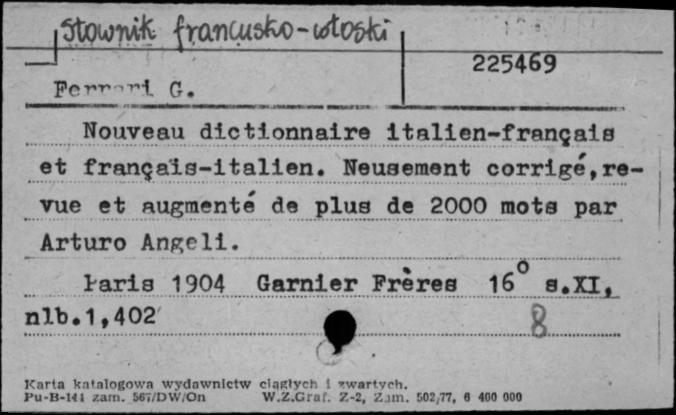 Słownik francusko-włoski
225469
Ferrari G.
Nouveau dictionnaire italien-français
et français-italien. Neusement corrigé,re-
vue et augmenté de plus de 2000 mots par
Arturo Angeli.
Paris 1904 Garnier Frères 16° s.XI,
nlb.1,402
8
Karta katalogowa wydawnictw ciągłych i zwartych.
Pu-B-141 zam. 567/DW/On W.Z.Graf. Z-2, Zam. 502/77, 6 400 000